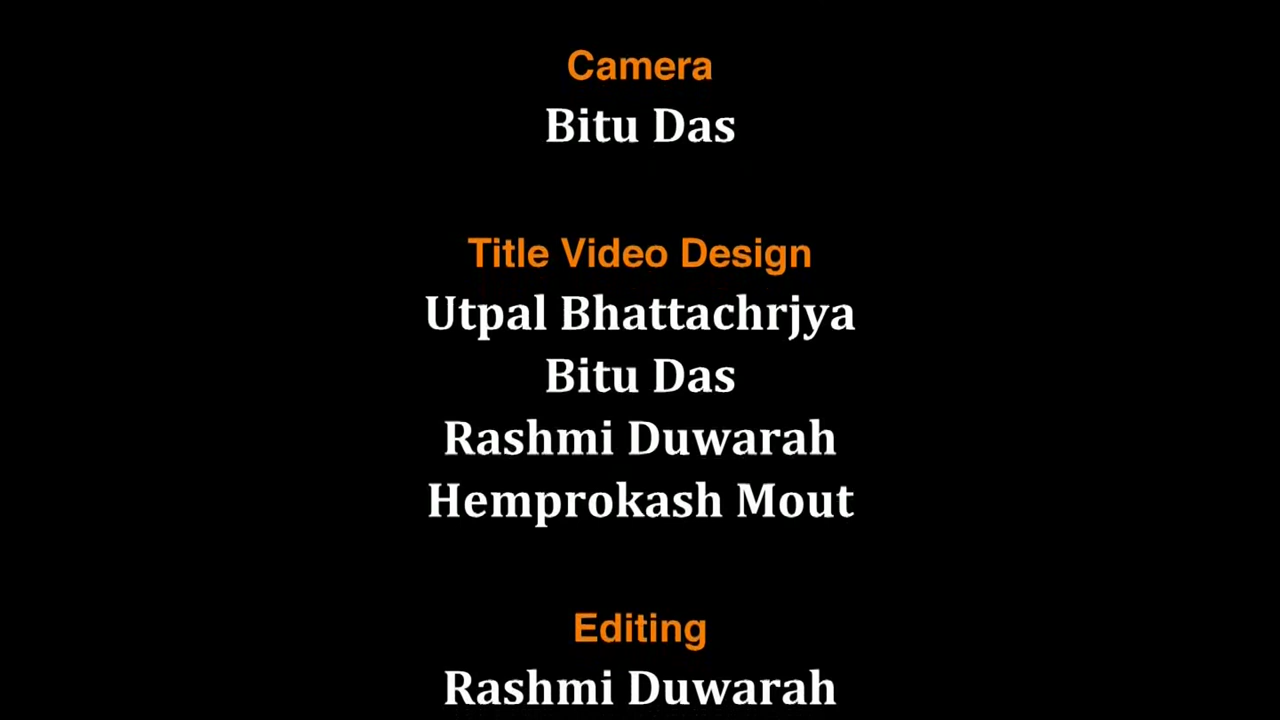 Camera
Bitu Das
Title Video Design
Utpal Bhattachrjya
Bitu Das
Rashmi Duwarah
Hemprokash Mout
Editing
Rashmi Duwarah